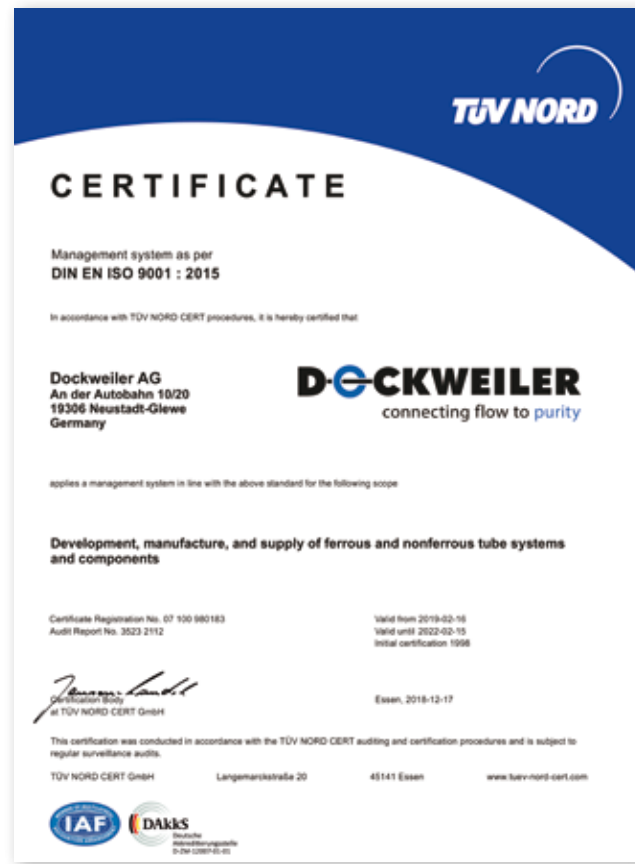 TÜV NORD
CERTIFICATE
Management system as per
DIN EN ISO 9001 : 2015
In accordance with TÜV NORD CERT procedures, it is hereby certified that
Dockweiler AG
An der Autobahn 10/20
19306 Neustadt-Glewe
Germany
DOCKWEILER
connecting flow to purity
applies a management system in line with the above standard for the following scope
Development, manufacture, and supply of ferrous and nonferrous tube systems
and components
Certificate Registration No. 07 100 980183
Audit Report No. 3523 2112
Valid from 2019-02-16
Valid until 2022-02-15
Initial certification 1998
Certification Body
at TÜV NORD CERT GmbH
Essen, 2018-12-17
This certification was conducted in accordance with the TÜV NORD CERT auditing and certification procedures and is subject to
regular surveillance audits.
TÜV NORD CERT GmbH Langemarckstraße 20 45141 Essen www.tuev-nord-cert.com
IAF
DAkkS
Deutsche
Akkreditierungsstelle
D-ZM-12007-01-01